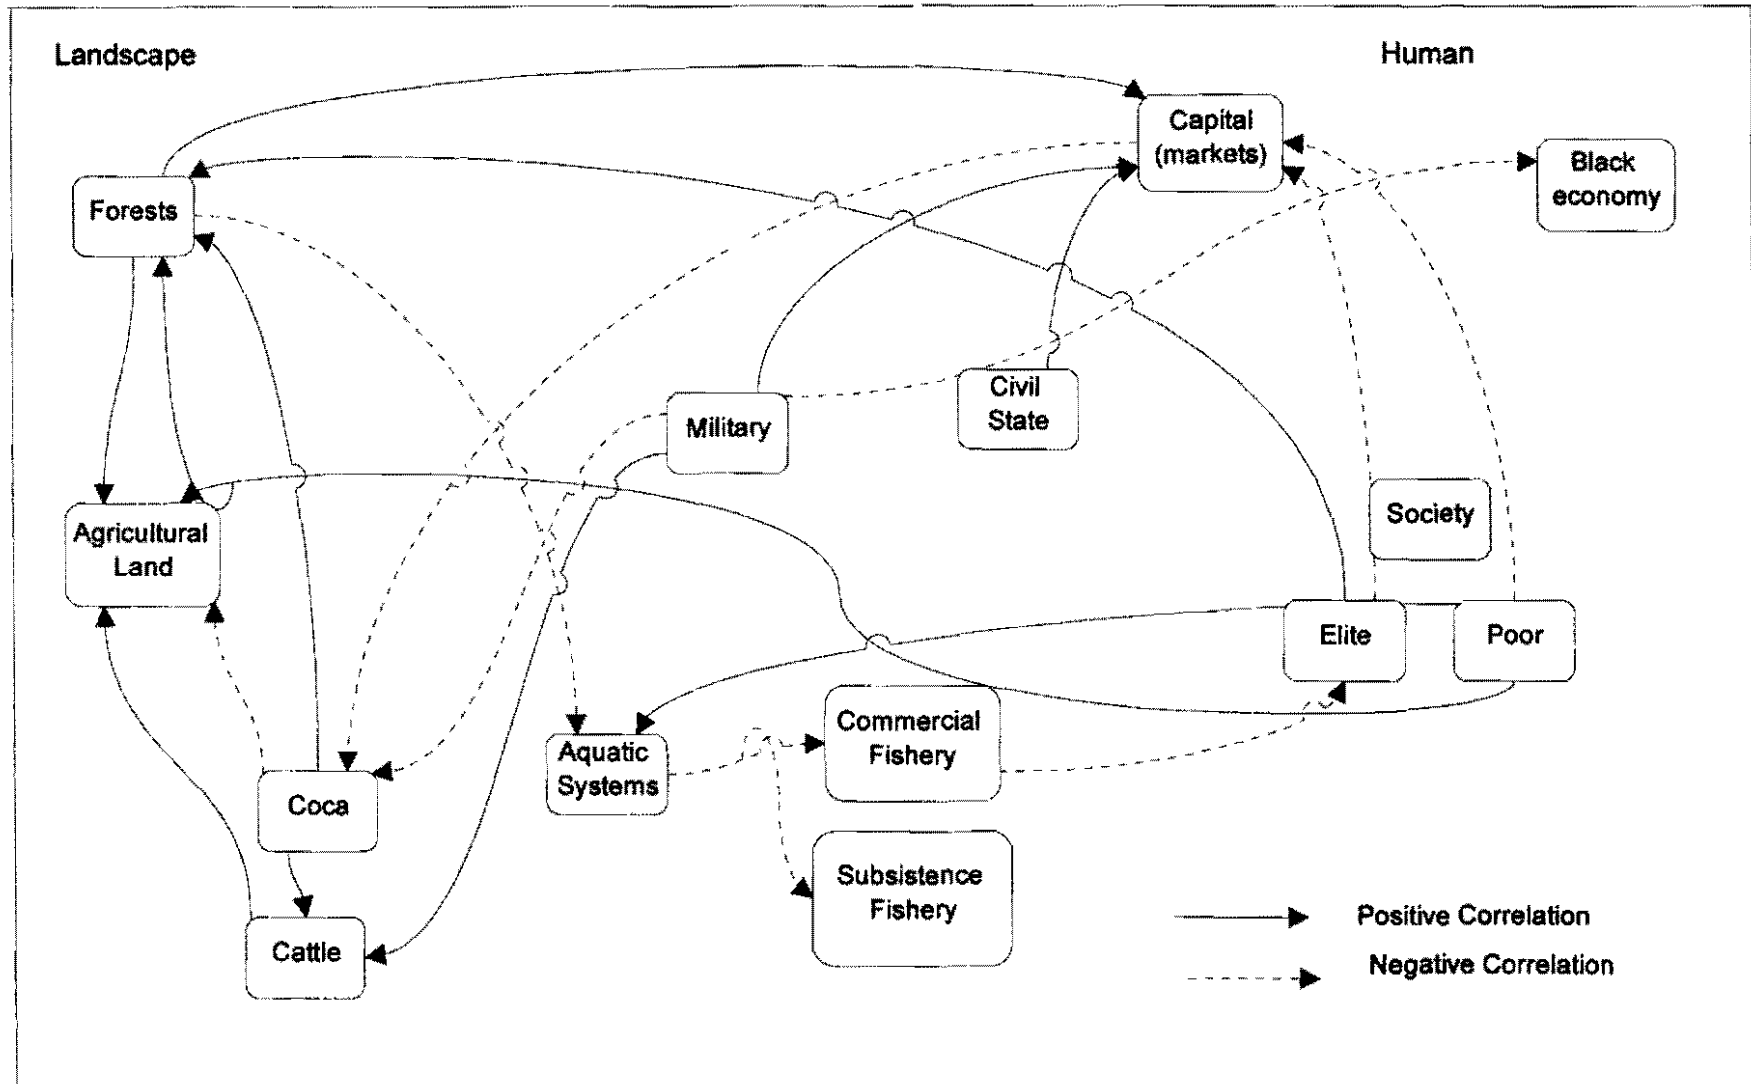 Landscape
Human
Capital
(markets)
Black
economy
Forests
Civil
State
Military
Society
Agricultural
Land
Elite
Poor
Commercial
Fishery
Aquatic
Systems
Coca
Subsistence
Fishery
Cattle
Positive Correlation
Negative Correlation